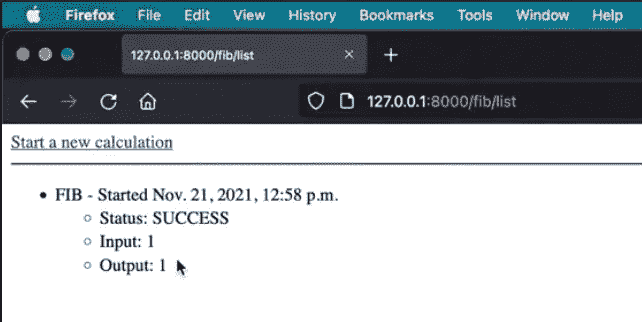 Firefox File Edit View History Bookmarks Tools Window Help
127.0.0.1:8000/fib/list
127.0.0.1:8000/fib/list
Start a new calculation
FIB - Started Nov. 21, 2021, 12:58 p.m.
Status: SUCCESS
Input: 1
Output: 1